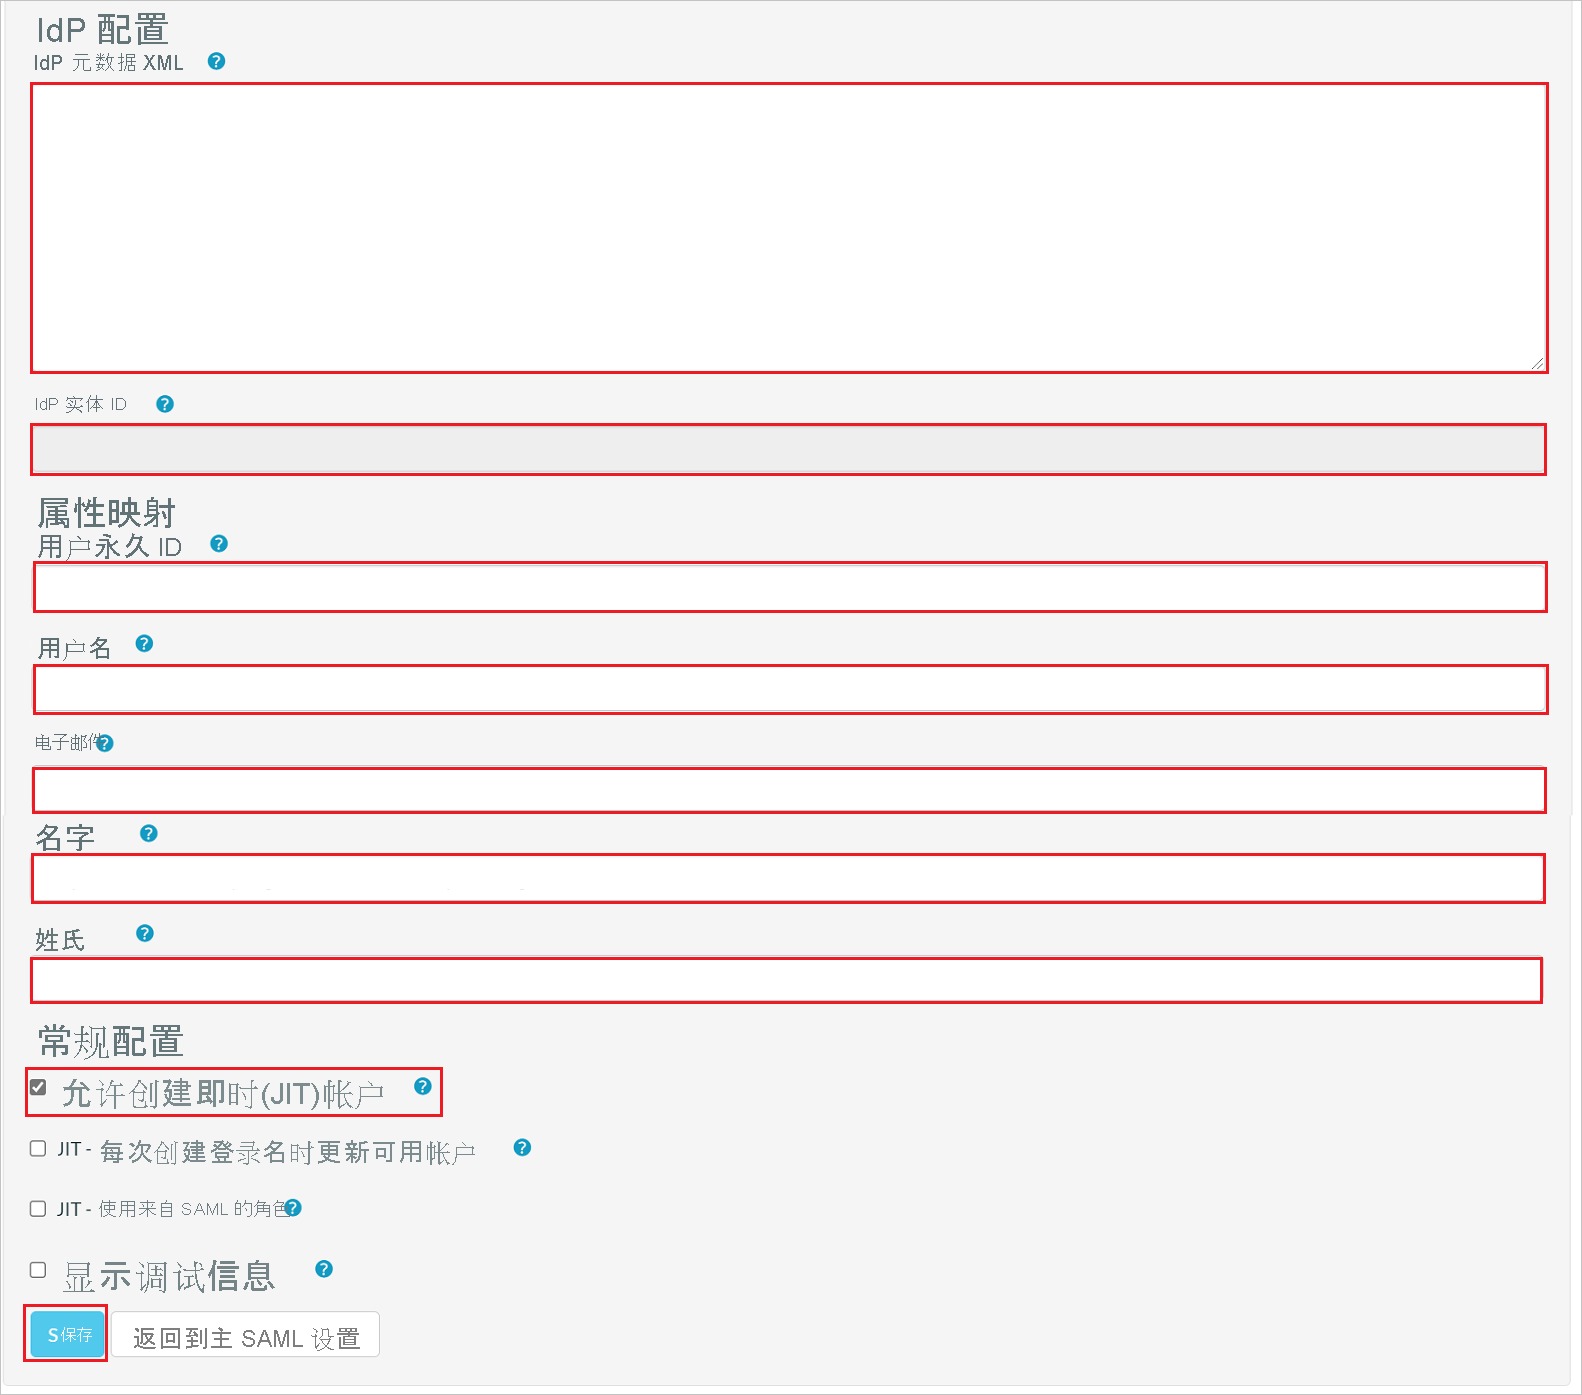 IdP 配置
IdP 元数据 XML
IdP 实体 ID
属性映射
用户永久 ID
用户名
电子邮件
名字
姓氏
常规配置
允许创建即时(JIT)帐户
JIT - 每次创建登录名时更新可用帐户
JIT - 使用来自 SAML 的角色
显示调试信息
S保存 返回到主 SAML 设置